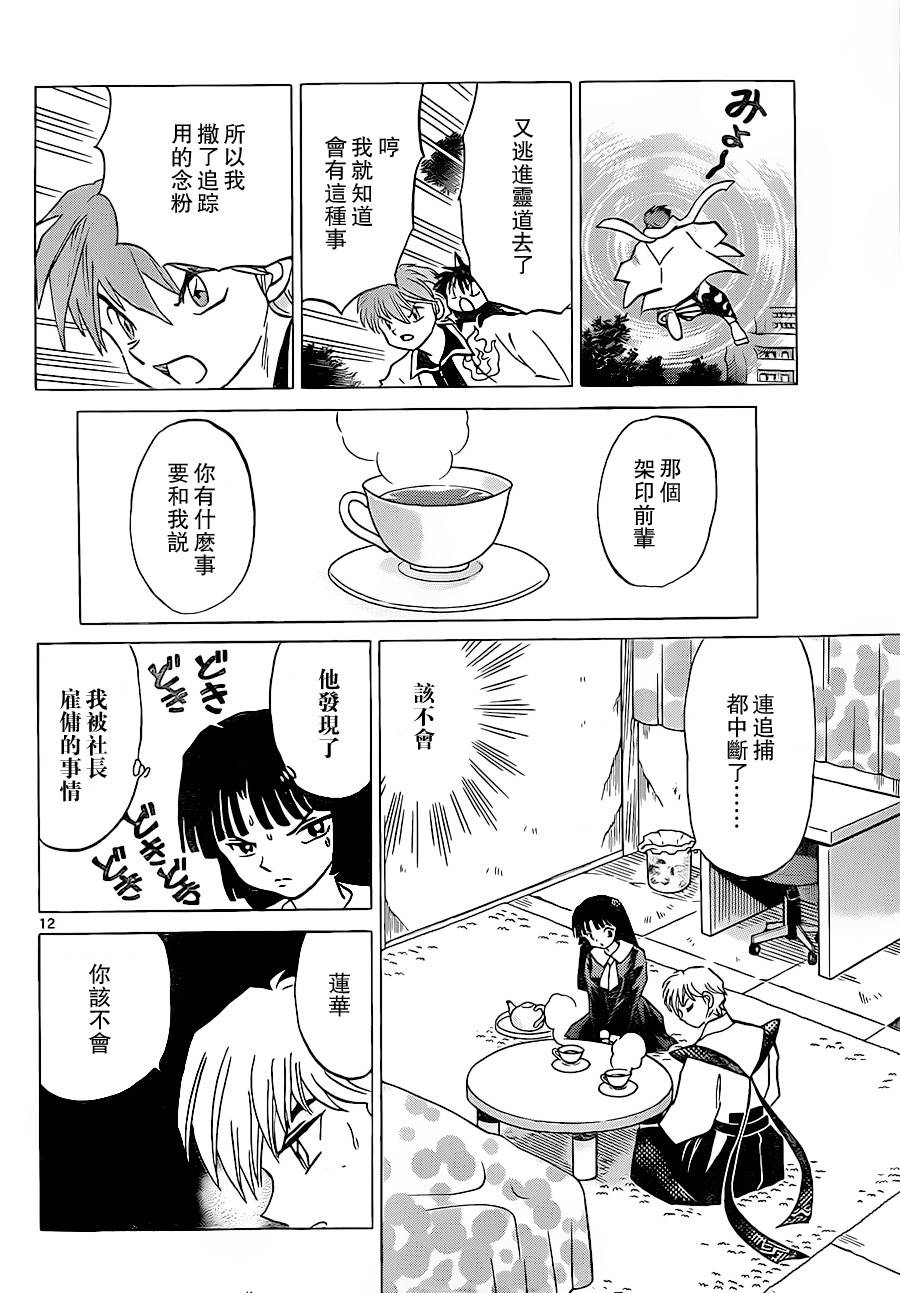 みょ〜
又逃進靈道去了
哼
我就知道
會有這種事
所以我
撒了追踪
用的念粉
那個
架印前輩
你有什麽事
要和我説
連追捕
都中斷了……
該不會
他發現了
どき
どき
我被社長
雇傭的事情
どきどき
どきどき
12
蓮華
你該不會